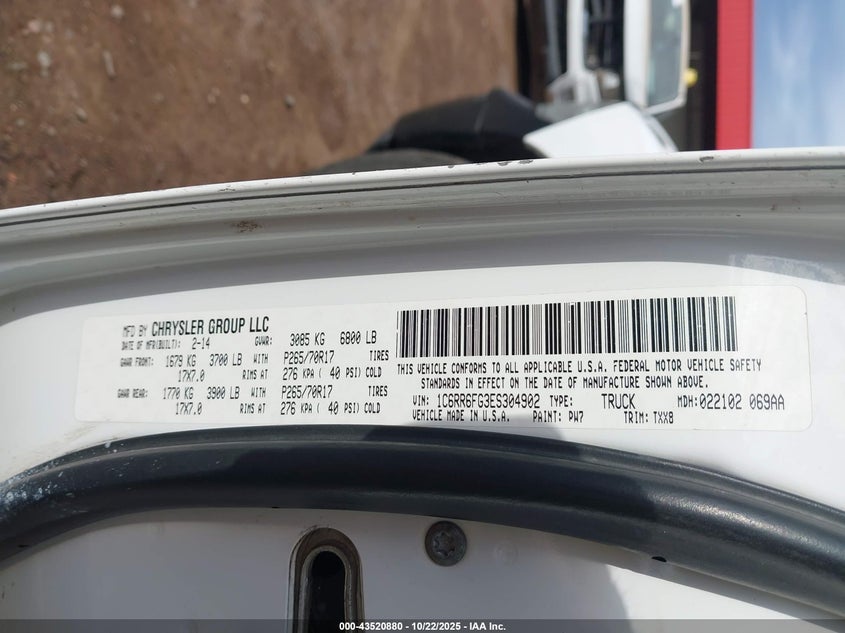 MFD BY CHRYSLER GROUP LLC
DATE OF MFR(BUILT): 2-14 GVWR: 3085 KG 6800 LB
GAWR FRONT: 1679 KG 3700 LB WITH P265/70R17 TIRES
17X7.0 RIMS AT 276 KPA ( 40 PSI) COLD
GAWR REAR: 1770 KG 3900 LB WITH P265/70R17 TIRES
17X7.0 RIMS AT 276 KPA ( 40 PSI) COLD
THIS VEHICLE CONFORMS TO ALL APPLICABLE U.S.A. FEDERAL MOTOR VEHICLE SAFETY
STANDARDS IN EFFECT ON THE DATE OF MANUFACTURE SHOWN ABOVE.
VIN: 1C6RR6FG3ES304902 TYPE: TRUCK MDH:022102 069AA
VEHICLE MADE IN U.S.A. PAINT: PW7 TRIM: TXX8
000-43520880 - 10/22/2025 - IAA Inc.